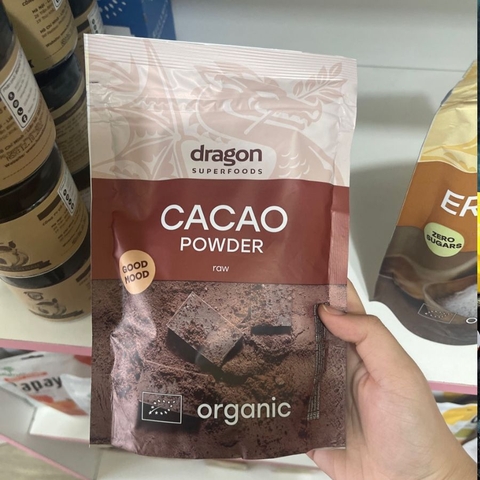 dragon
SUPERFOODS
CACAO
POWDER
raw
GOOD
MOOD
organic
ER
ZERO
SUGARS